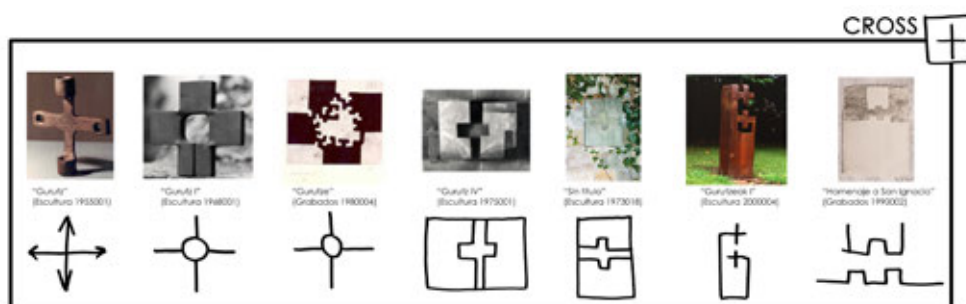 CROSS
"Gurutz"
(Escultura 1955001)
"Gurutz I"
(Escultura 1968001)
"Gurutze"
(Grabados 1980004)
"Gurutz IV"
(Escultura 1975001)
"Sin título"
(Escultura 1973018)
"Gurutzeak I"
(Escultura 2000004)
"Homenaje a San Ignacio"
(Grabados 1990002)